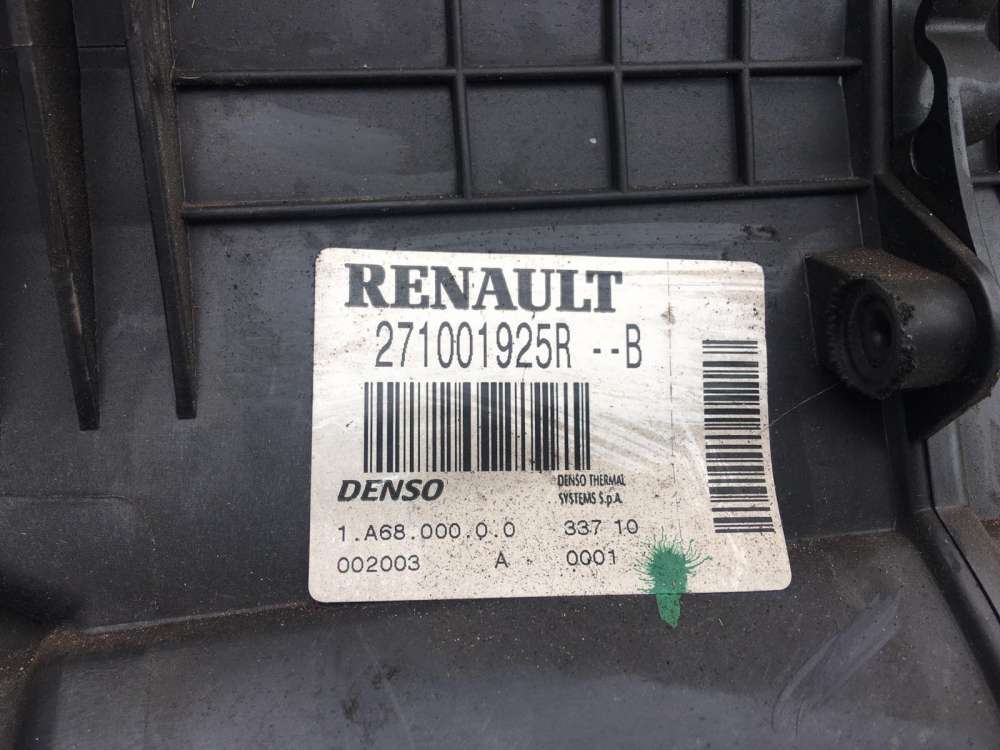 RENAULT
271001925R --B
DENSO
DENSO THERMAL
SYSTEMS S.p.A.
1.A68.000.0.0 337 10
002003 A 0001